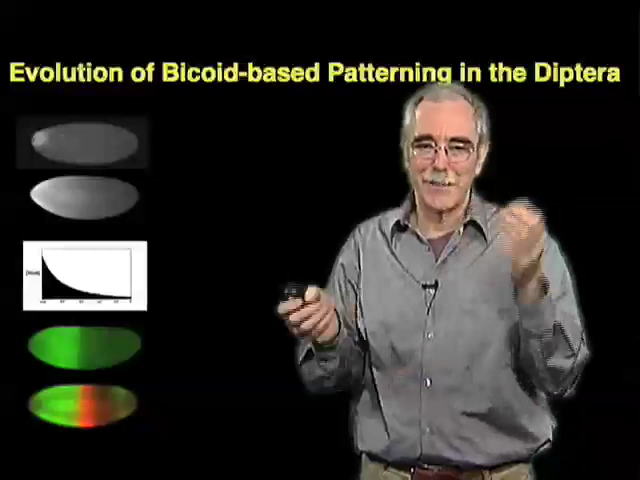 Evolution of Bicoid-based Patterning in the Diptera